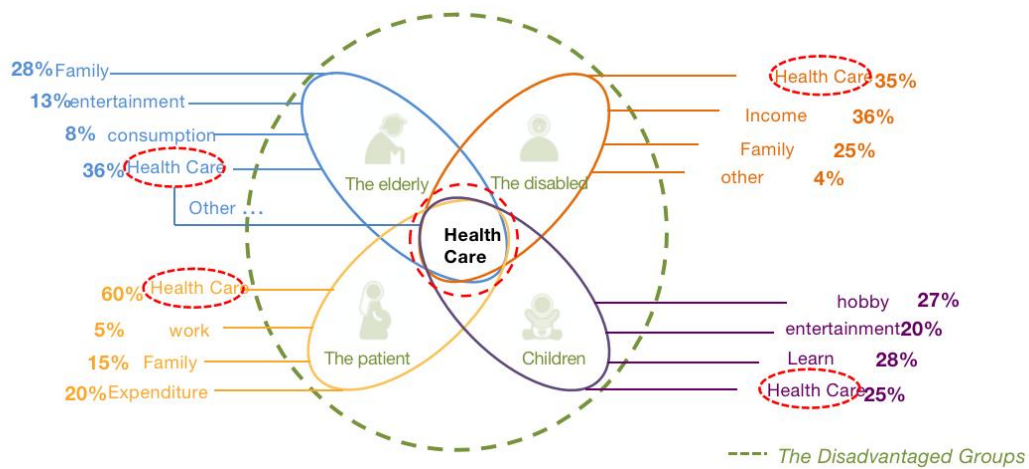 28% Family
13% entertainment
8% consumption
36% Health Care
Other ...
The elderly
The disabled
Health Care 35%
Income 36%
Family 25%
other 4%
Health
Care
60% Health Care
5% work
15% Family
20% Expenditure
The patient
Children
hobby 27%
entertainment 20%
Learn 28%
Health Care 25%
The Disadvantaged Groups